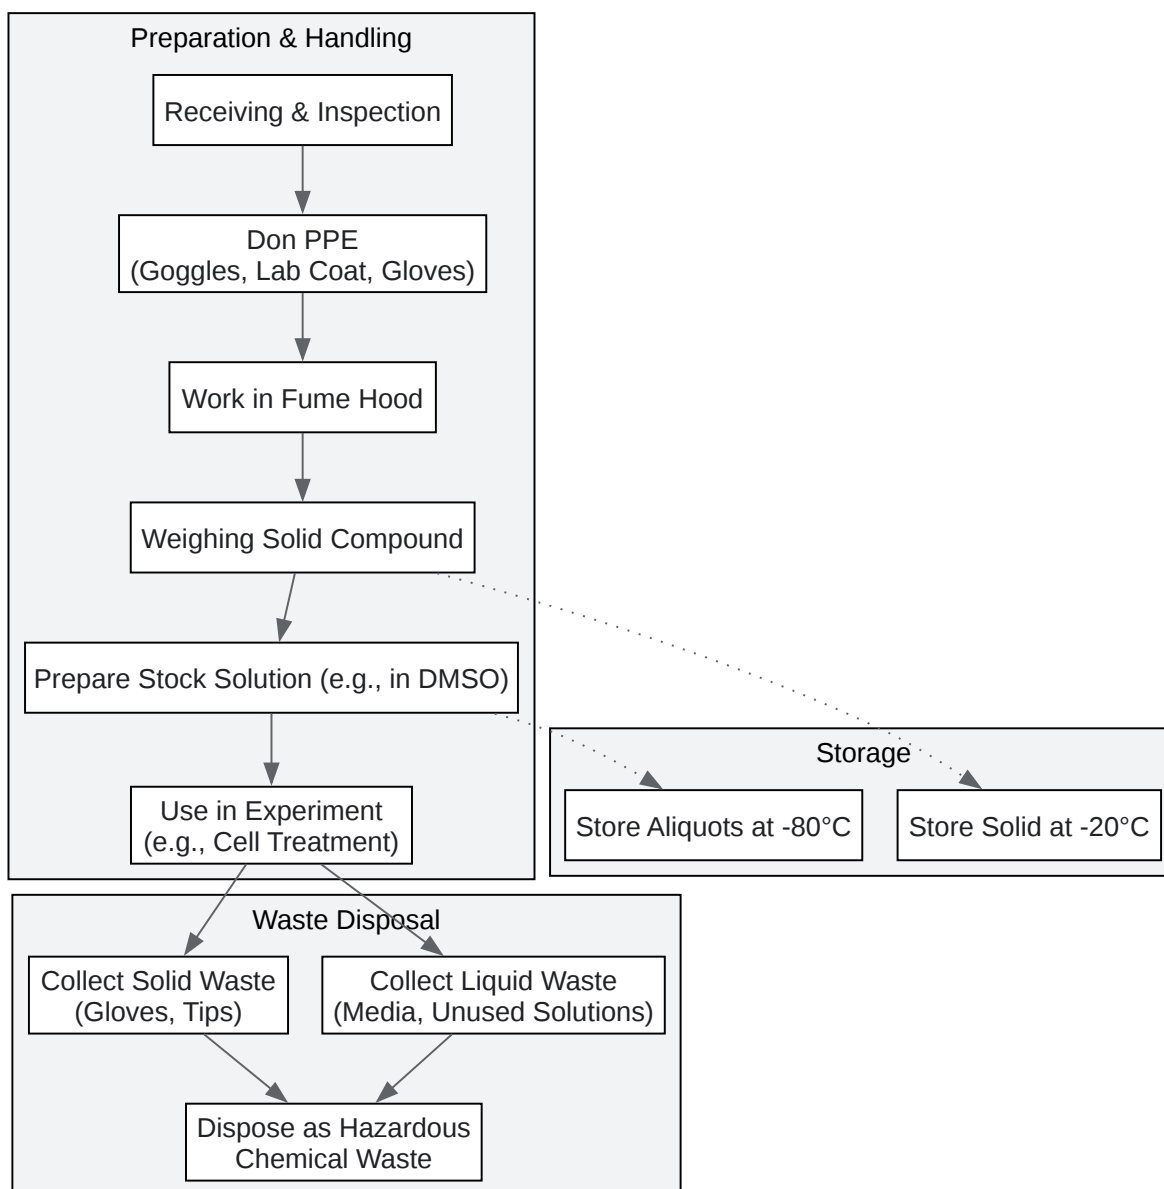 Preparation & Handling
Receiving & Inspection
Don PPE
(Goggles, Lab Coat, Gloves)
Work in Fume Hood
Weighing Solid Compound
Prepare Stock Solution (e.g., in DMSO)
Use in Experiment
(e.g., Cell Treatment)
Storage
Store Aliquots at -80°C
Store Solid at -20°C
Waste Disposal
Collect Solid Waste
(Gloves, Tips)
Collect Liquid Waste
(Media, Unused Solutions)
Dispose as Hazardous
Chemical Waste